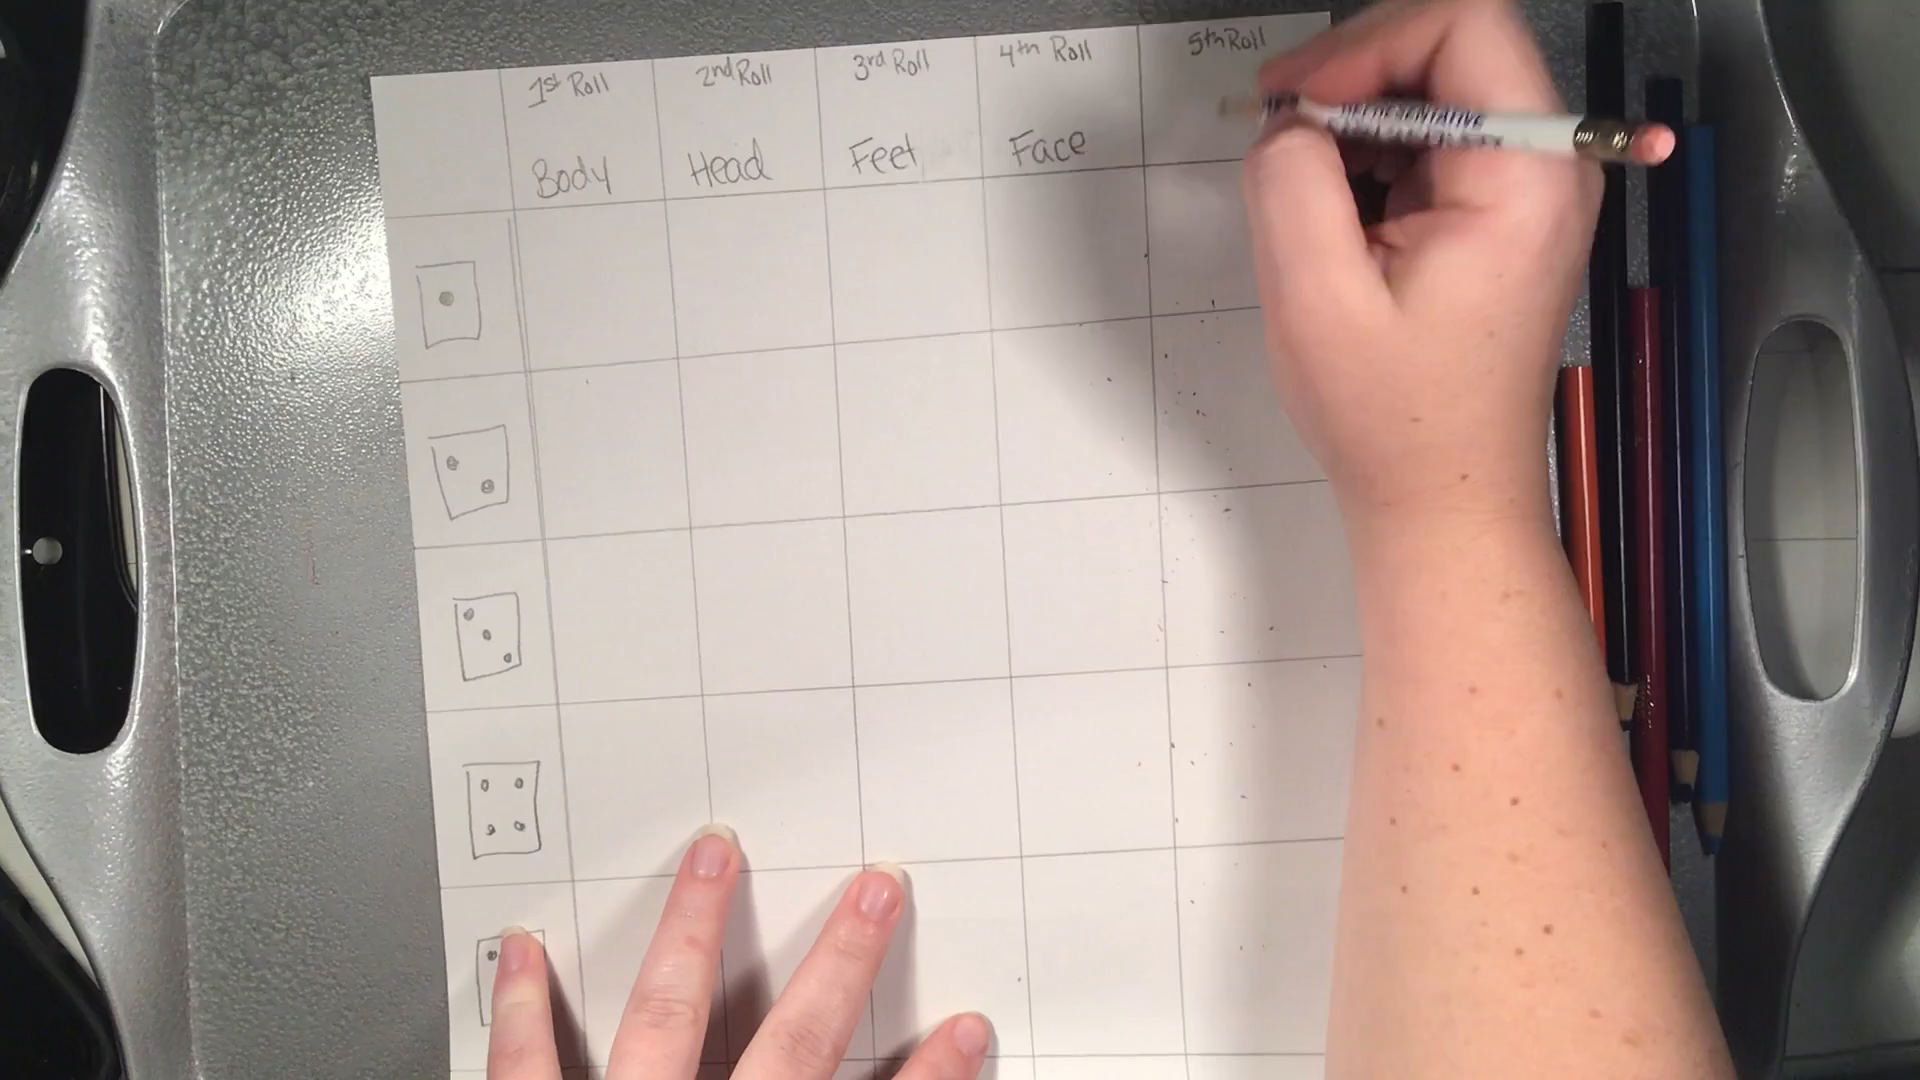 1st Roll
2nd Roll
3rd Roll
4th Roll
5th Roll
Body
Head
Feet
Face